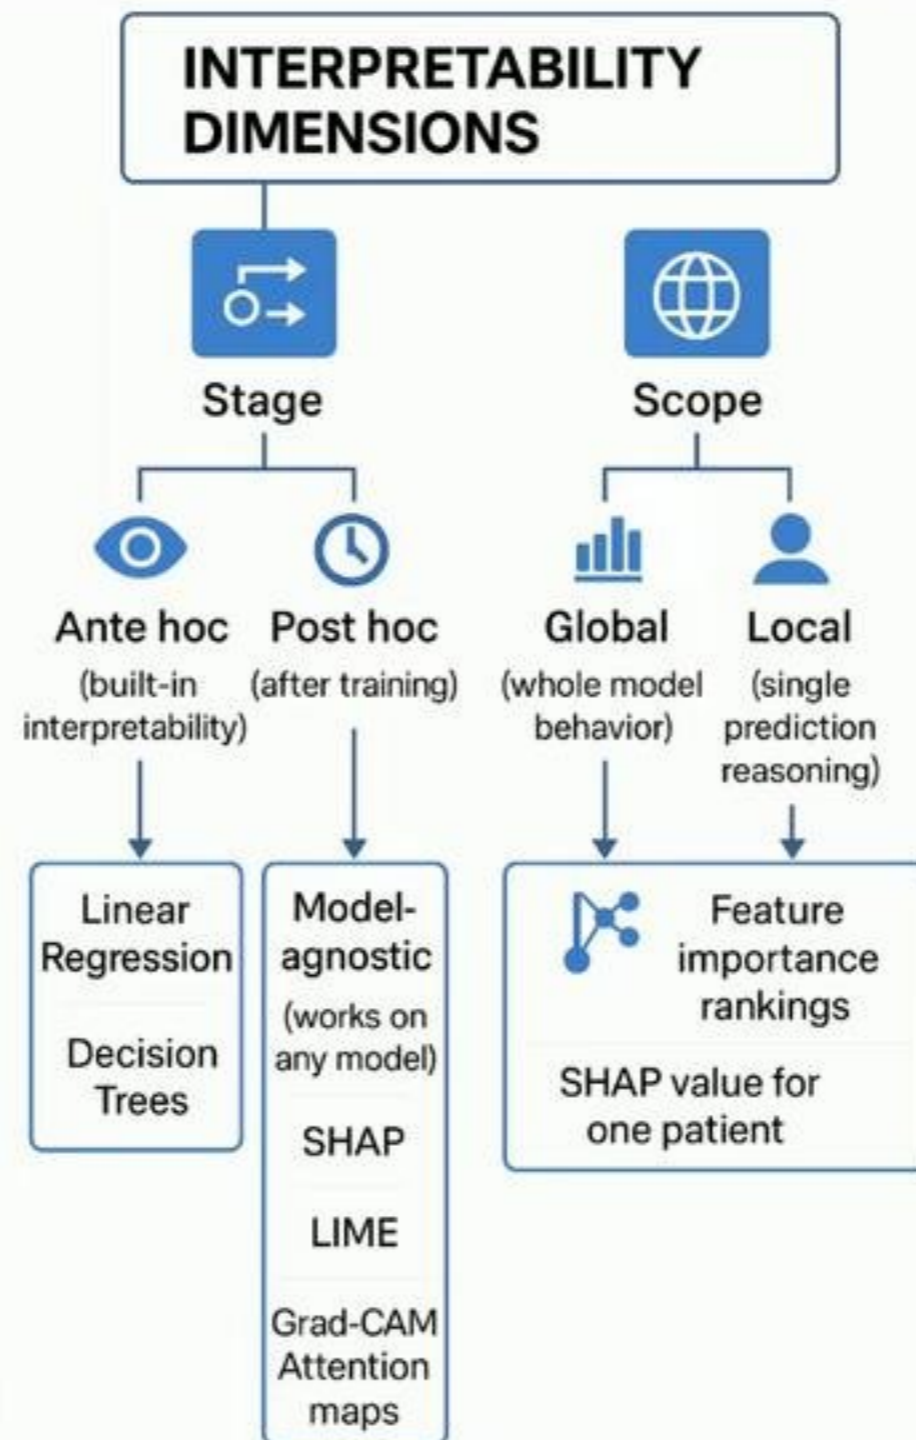 INTERPRETABILITY
DIMENSIONS
Stage
Scope
Ante hoc
(built-in
interpretability)
Post hoc
(after training)
Global
(whole model
behavior)
Local
(single
prediction
reasoning)
Linear
Regression
Decision
Trees
Model-
agnostic
(works on
any model)
SHAP
LIME
Grad-CAM
Attention
maps
Feature
importance
rankings
SHAP value for
one patient